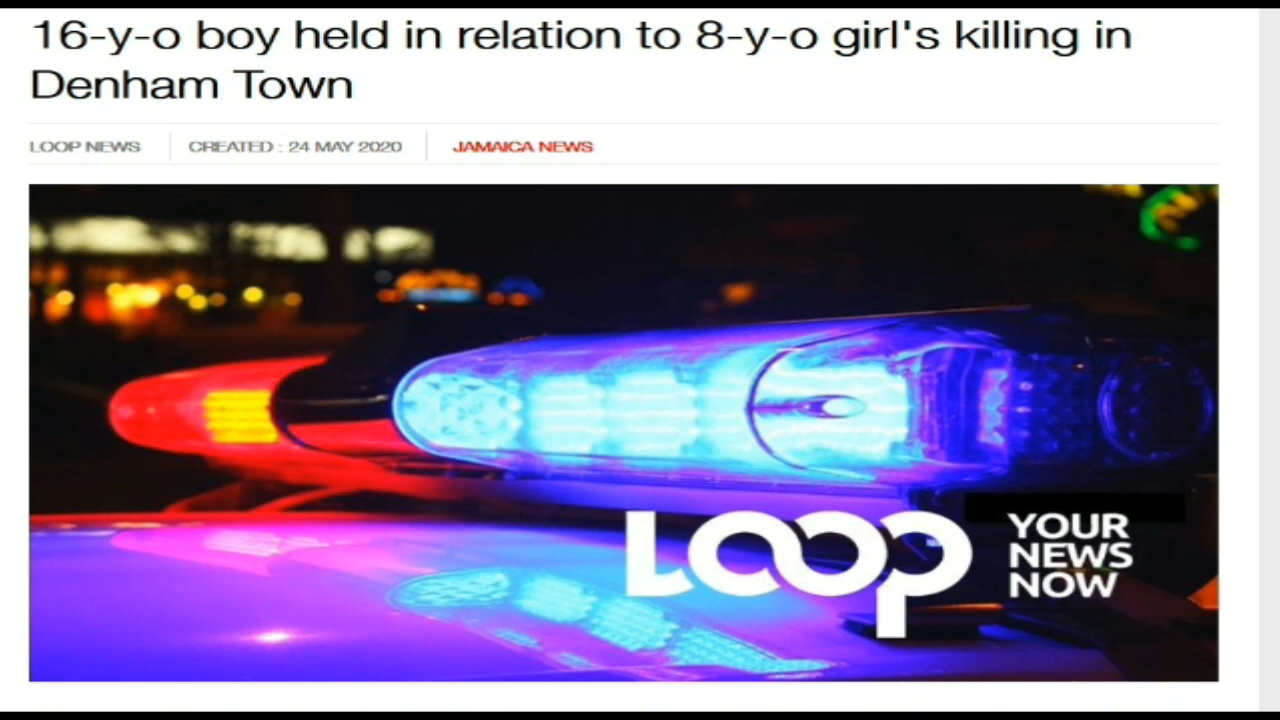 16-y-o boy held in relation to 8-y-o girl's killing in
Denham Town
LOOP NEWS
CREATED : 24 MAY 2020
JAMAICA NEWS
LOOP
YOUR
NEWS
NOW